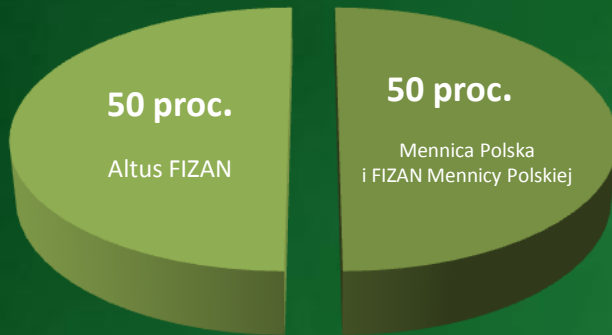 50 proc.
Altus FIZAN
50 proc.
Mennica Polska
i FIZAN Mennicy Polskiej